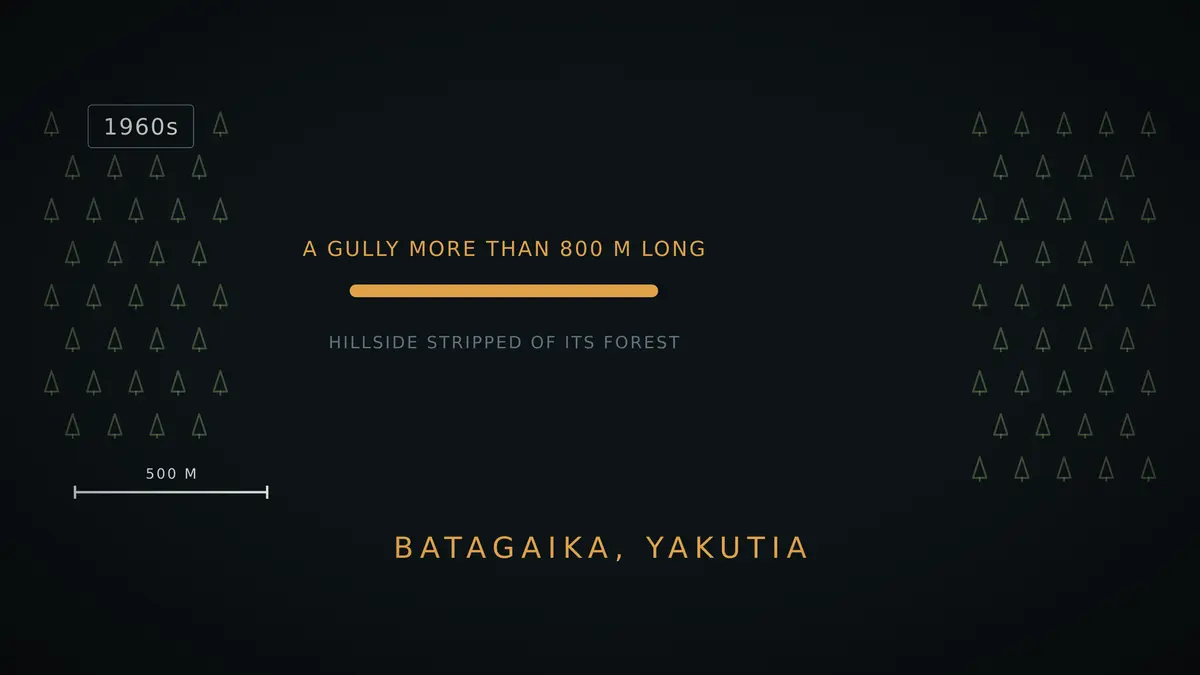 1960s
A GULLY MORE THAN 800 M LONG
HILLSIDE STRIPPED OF ITS FOREST
500 M
BATAGAIKA, YAKUTIA